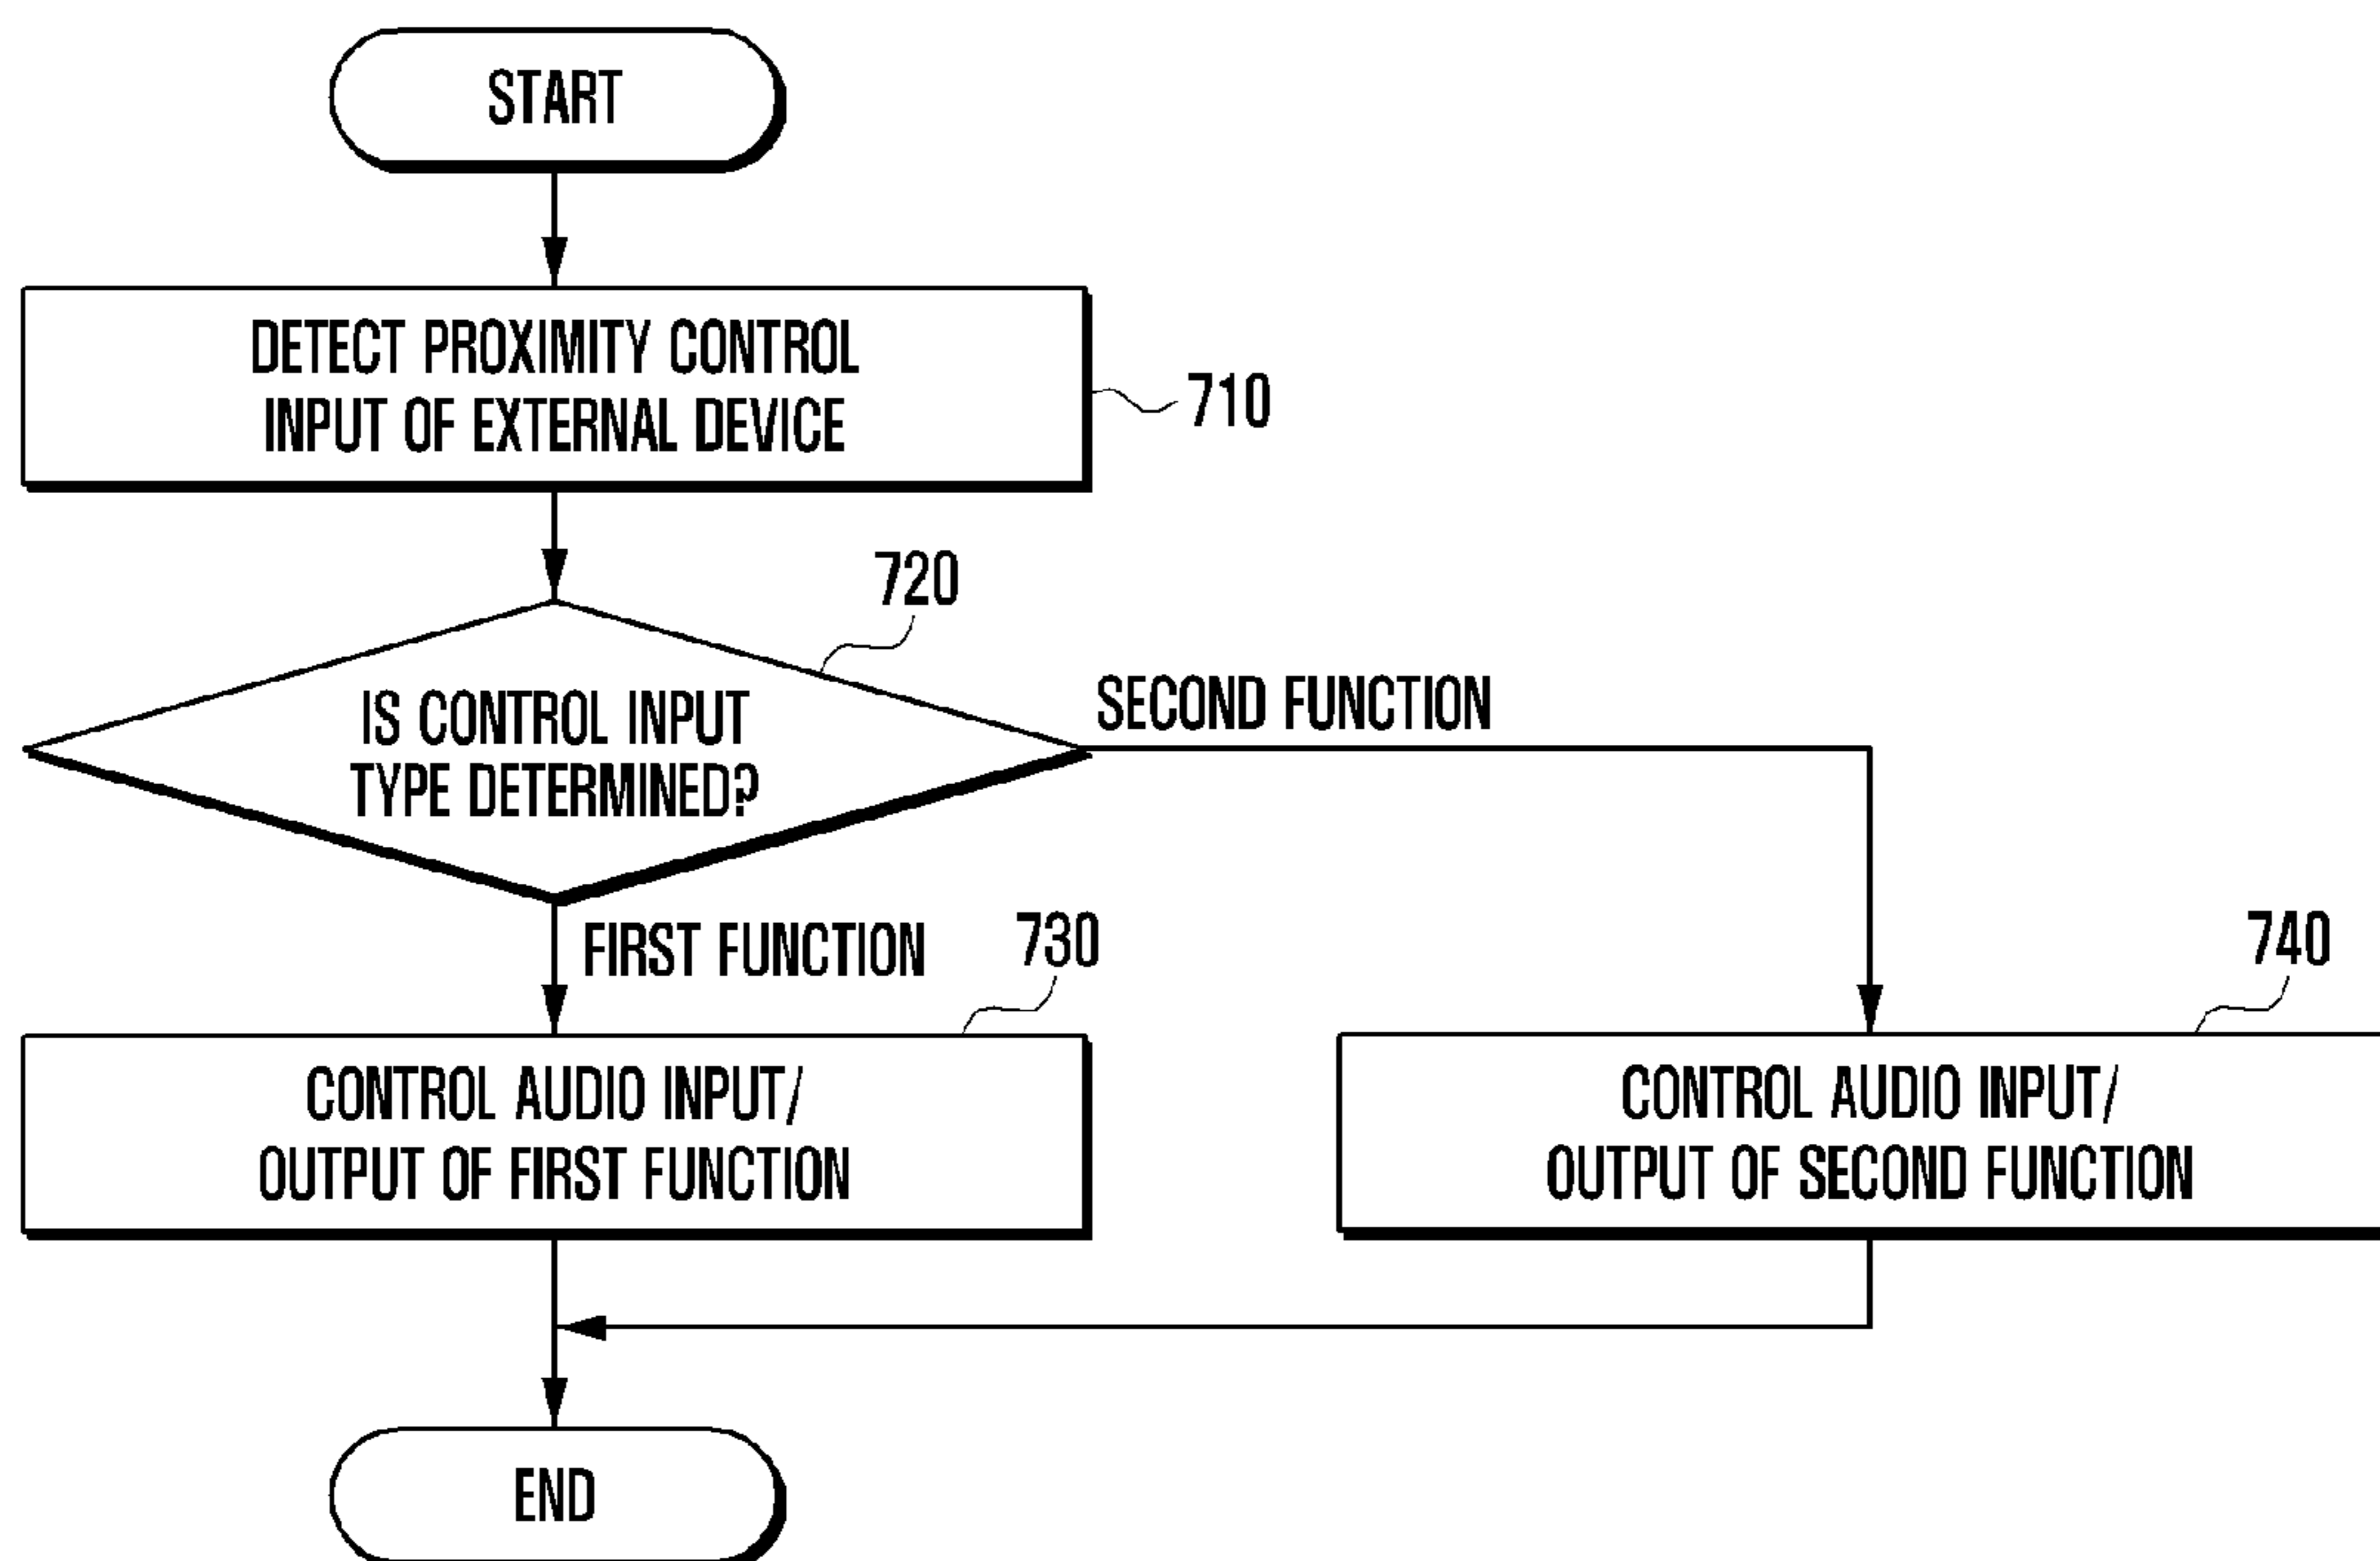 START
DETECT PROXIMITY CONTROL
INPUT OF EXTERNAL DEVICE
710
720
IS CONTROL INPUT
TYPE DETERMINED?
SECOND FUNCTION
FIRST FUNCTION
730
740
CONTROL AUDIO INPUT/
OUTPUT OF FIRST FUNCTION
CONTROL AUDIO INPUT/
OUTPUT OF SECOND FUNCTION
END